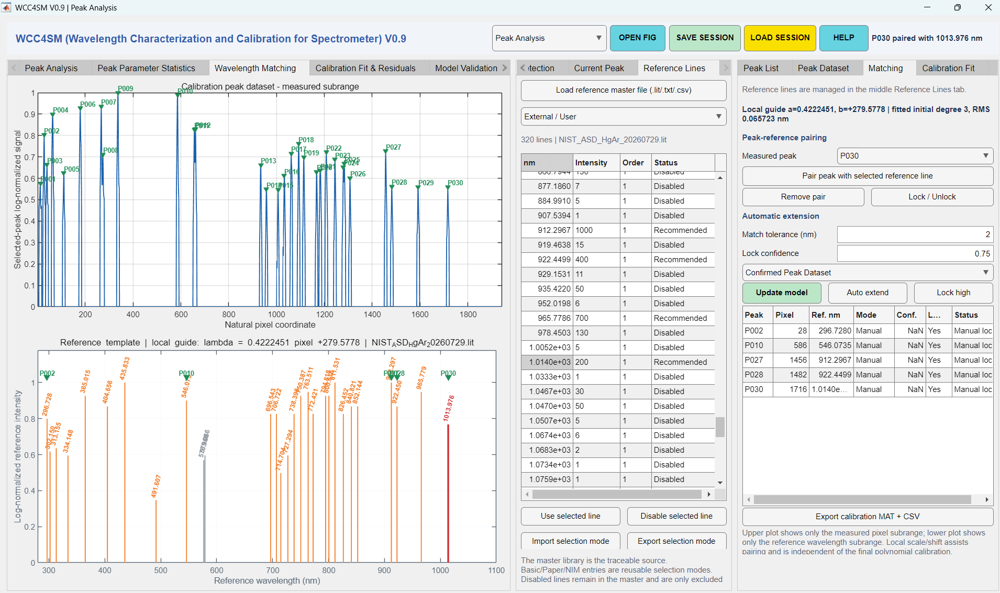 WCC4SM V0.9 | Peak Analysis
WCC4SM (Wavelength Characterization and Calibration for Spectrometer) V0.9
Peak Analysis
OPEN FIG
SAVE SESSION
LOAD SESSION
HELP
P030 paired with 1013.976 nm
Peak Analysis
Peak Parameter Statistics
Wavelength Matching
Calibration Fit & Residuals
Model Validation
Calibration peak dataset - measured subrange
Selected-peak log-normalized signal
1
0.9
0.8
0.7
0.6
0.5
0.4
0.3
0.2
0.1
0
P001
P002
P003
P004
P005
P006
P007
P008
P009
P010
P012
P013
P015
P016
P017
P018
P019
P021
P022
P023
P024
P025
P026
P027
P028
P029
P030
200
400
600
800
1000
1200
1400
1600
1800
Natural pixel coordinate
Reference template | local guide: lambda = 0.4222451 pixel +279.5778 | NIST_ASD_HgAr_20260729.lit
Log-normalized reference intensity
1
0.8
0.6
0.4
0.2
0
P002
P010
P028
P030
296.728
302.150
313.155
334.148
365.015
404.656
435.833
491.607
546.073
696.543
706.722
714.704
727.294
738.398
750.387
763.511
772.421
794.818
811.531
826.452
840.821
852.144
922.450
965.779
1013.976
300
400
500
600
700
800
900
1000
1100
Reference wavelength (nm)
etection
Current Peak
Reference Lines
Load reference master file (.lit/.txt/.csv)
External / User
320 lines | NIST_ASD_HgAr_20260729.lit
nm Intensity Order Status
866.7944 130 1 Disabled
877.1860 7 1 Disabled
884.9910 5 1 Disabled
907.5394 1 1 Disabled
912.2967 1000 1 Recommended
919.4638 15 1 Disabled
922.4499 400 1 Recommended
929.1531 11 1 Disabled
935.4220 50 1 Disabled
952.0198 6 1 Disabled
965.7786 700 1 Recommended
978.4503 130 1 Disabled
1.0052e+03 5 1 Disabled
1.0140e+03 200 1 Recommended
1.0333e+03 1 1 Disabled
1.0467e+03 30 1 Disabled
1.0470e+03 50 1 Disabled
1.0507e+03 5 1 Disabled
1.0674e+03 6 1 Disabled
1.0683e+03 2 1 Disabled
1.0734e+03 1 1 Disabled
1.0759e+03 1 1 Disabled
Use selected line
Disable selected line
Import selection mode
Export selection mode
The master library is the traceable source.
Basic/Paper/NIM entries are reusable selection modes.
Disabled lines remain in the master and are only excluded
Peak List
Peak Dataset
Matching
Calibration Fit
Reference lines are managed in the middle Reference Lines tab.
Local guide a=0.4222451, b=+279.5778 | fitted initial degree 3, RMS
0.065723 nm
Peak-reference pairing
Measured peak
P030
Pair peak with selected reference line
Remove pair
Lock / Unlock
Automatic extension
Match tolerance (nm)
2
Lock confidence
0.75
Confirmed Peak Dataset
Update model
Auto extend
Lock high
Peak Pixel Ref. nm Mode Conf. L... Status
P002 28 296.7280 Manual NaN Yes Manual loc
P010 586 546.0735 Manual NaN Yes Manual loc
P027 1456 912.2967 Manual NaN Yes Manual loc
P028 1482 922.4499 Manual NaN Yes Manual loc
P030 1716 1.0140e... Manual NaN Yes Manual loc
Export calibration MAT + CSV
Upper plot shows only the measured pixel subrange; lower plot shows
only the reference wavelength subrange. Local scale/shift assists
pairing and is independent of the final polynomial calibration.